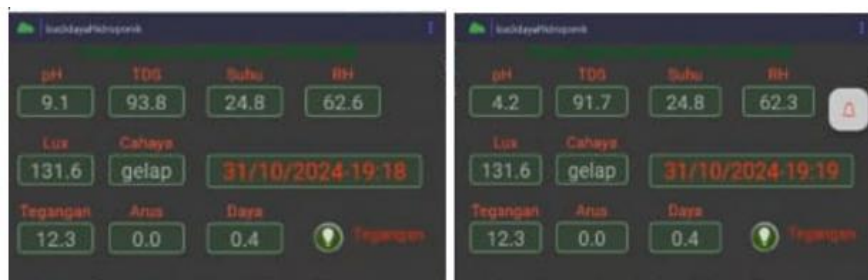 budidayaHidroponik
pH TDS Suhu RH
9.1 93.8 24.8 62.6
Lux Cahaya
131.6 gelap 31/10/2024-19:18
Tegangan Arus Daya
12.3 0.0 0.4 Tegangan
budidayaHidroponik
pH TDS Suhu RH
4.2 91.7 24.8 62.3
Lux Cahaya
131.6 gelap 31/10/2024-19:19
Tegangan Arus Daya
12.3 0.0 0.4 Tegangan